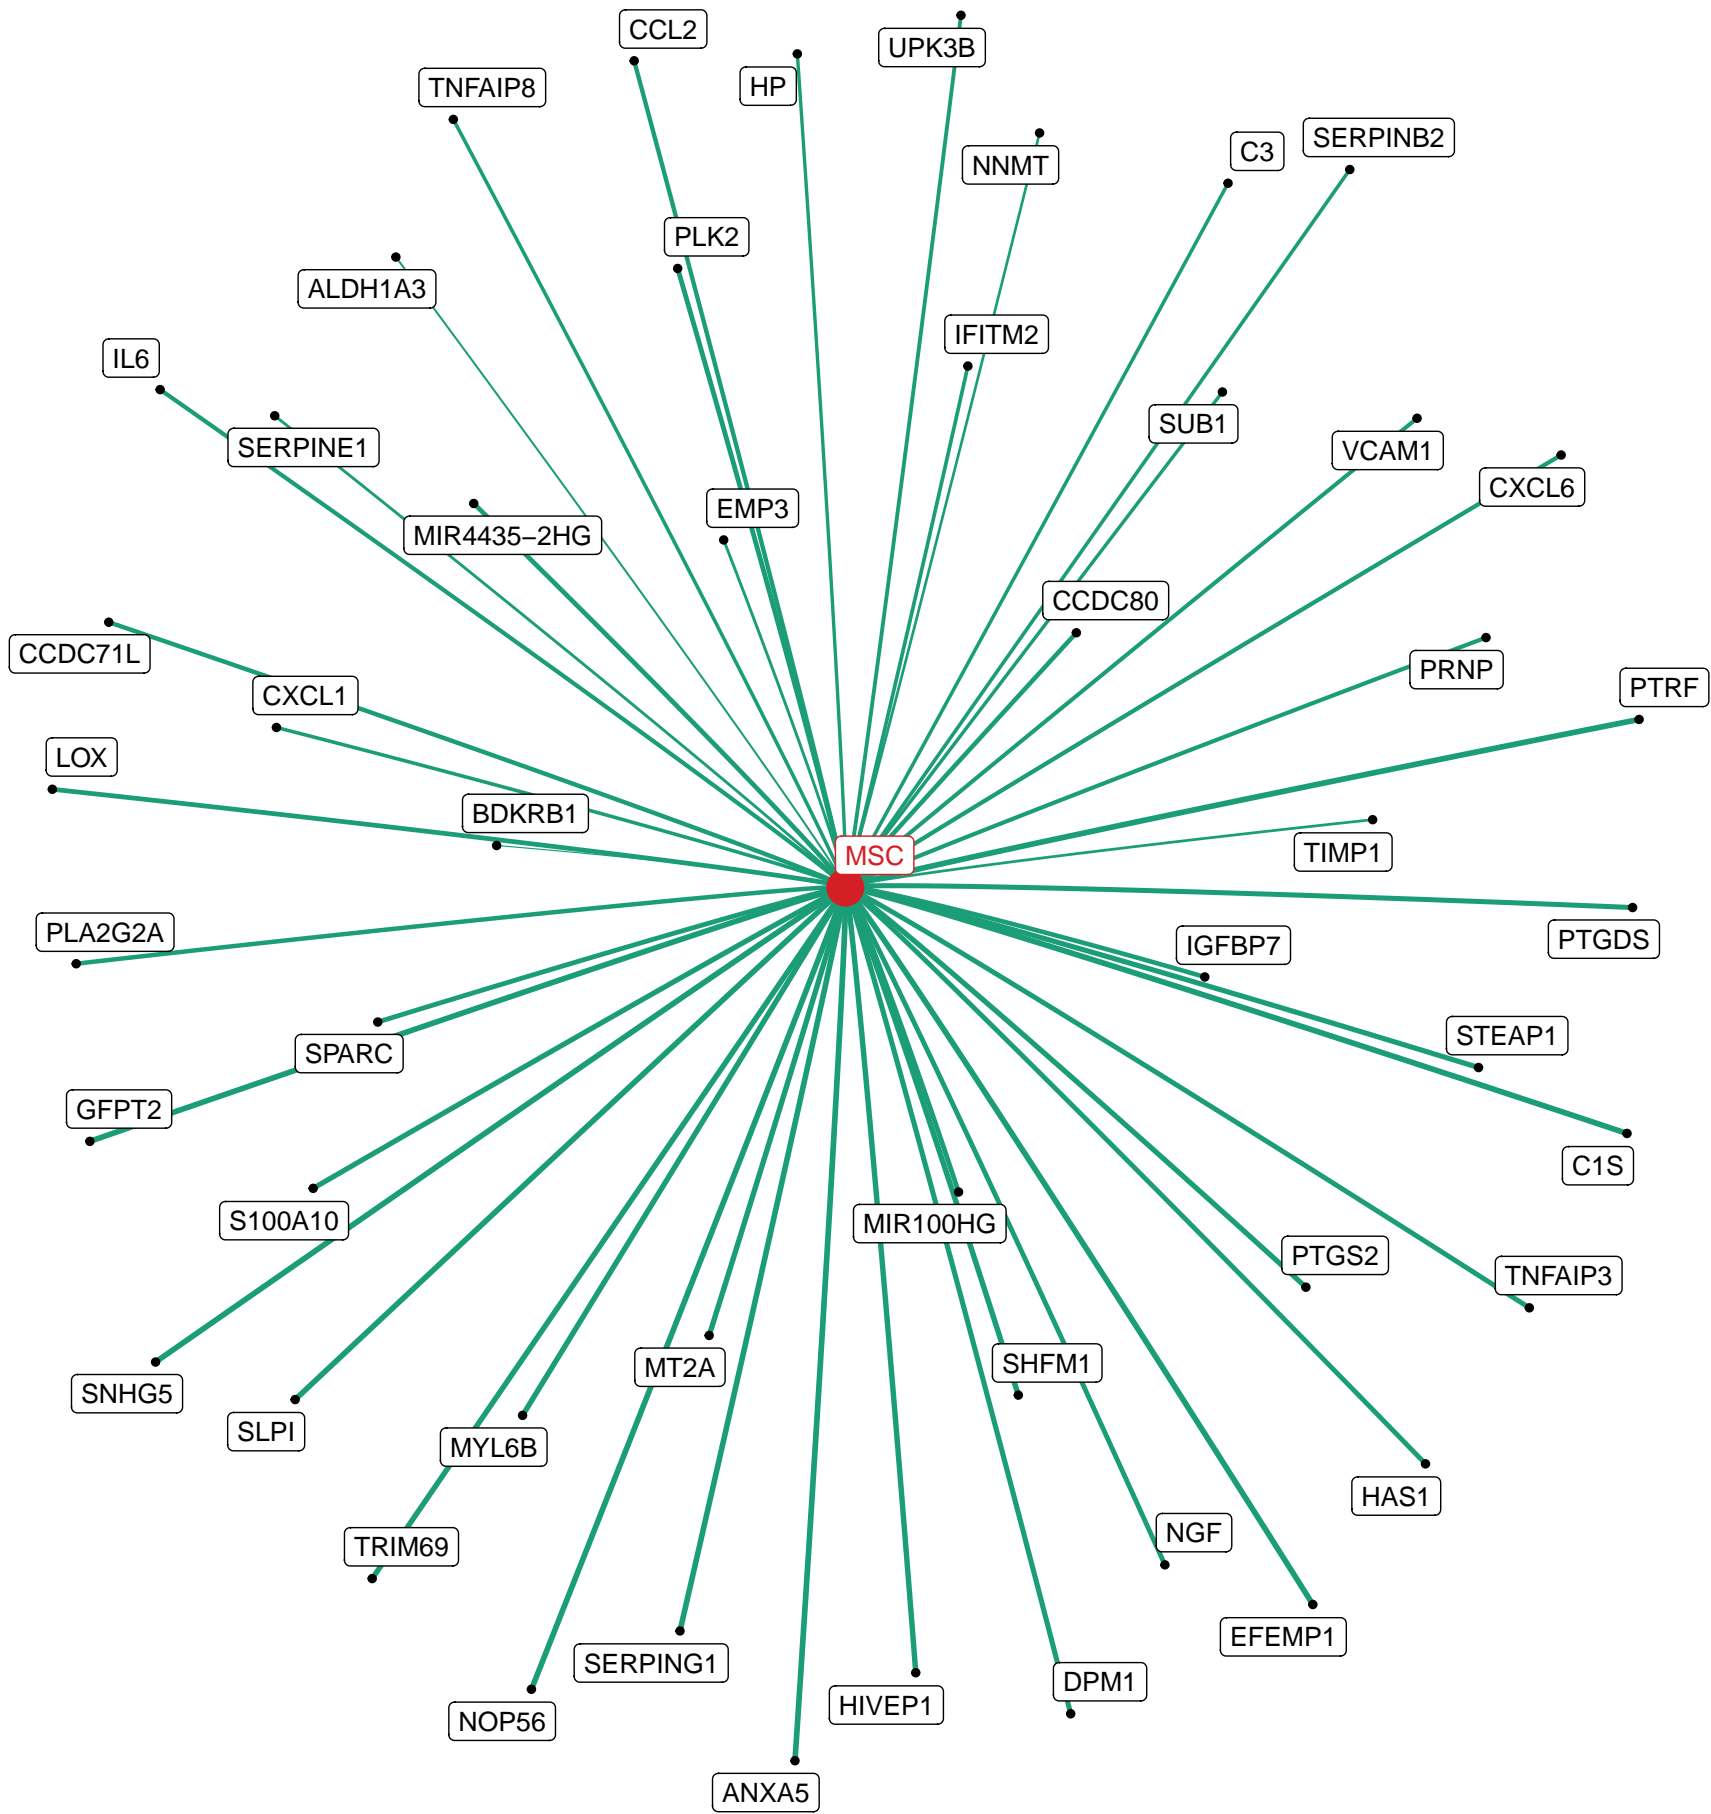 CCL2
UPK3B
HP
TNFAIP8
SERPINB2
C3
NNMT
PLK2
ALDH1A3
IFITM2
IL6
SUB1
SERPINE1
VCAM1
CXCL6
EMP3
MIR4435−2HG
CCDC80
CCDC71L
PRNP
PTRF
CXCL1
LOX
BDKRB1
TIMP1
MSC
PLA2G2A
PTGDS
IGFBP7
STEAP1
SPARC
GFPT2
C1S
S100A10
MIR100HG
PTGS2
TNFAIP3
SHFM1
MT2A
SNHG5
SLPI
MYL6B
HAS1
NGF
TRIM69
EFEMP1
SERPING1
DPM1
HIVEP1
NOP56
ANXA5